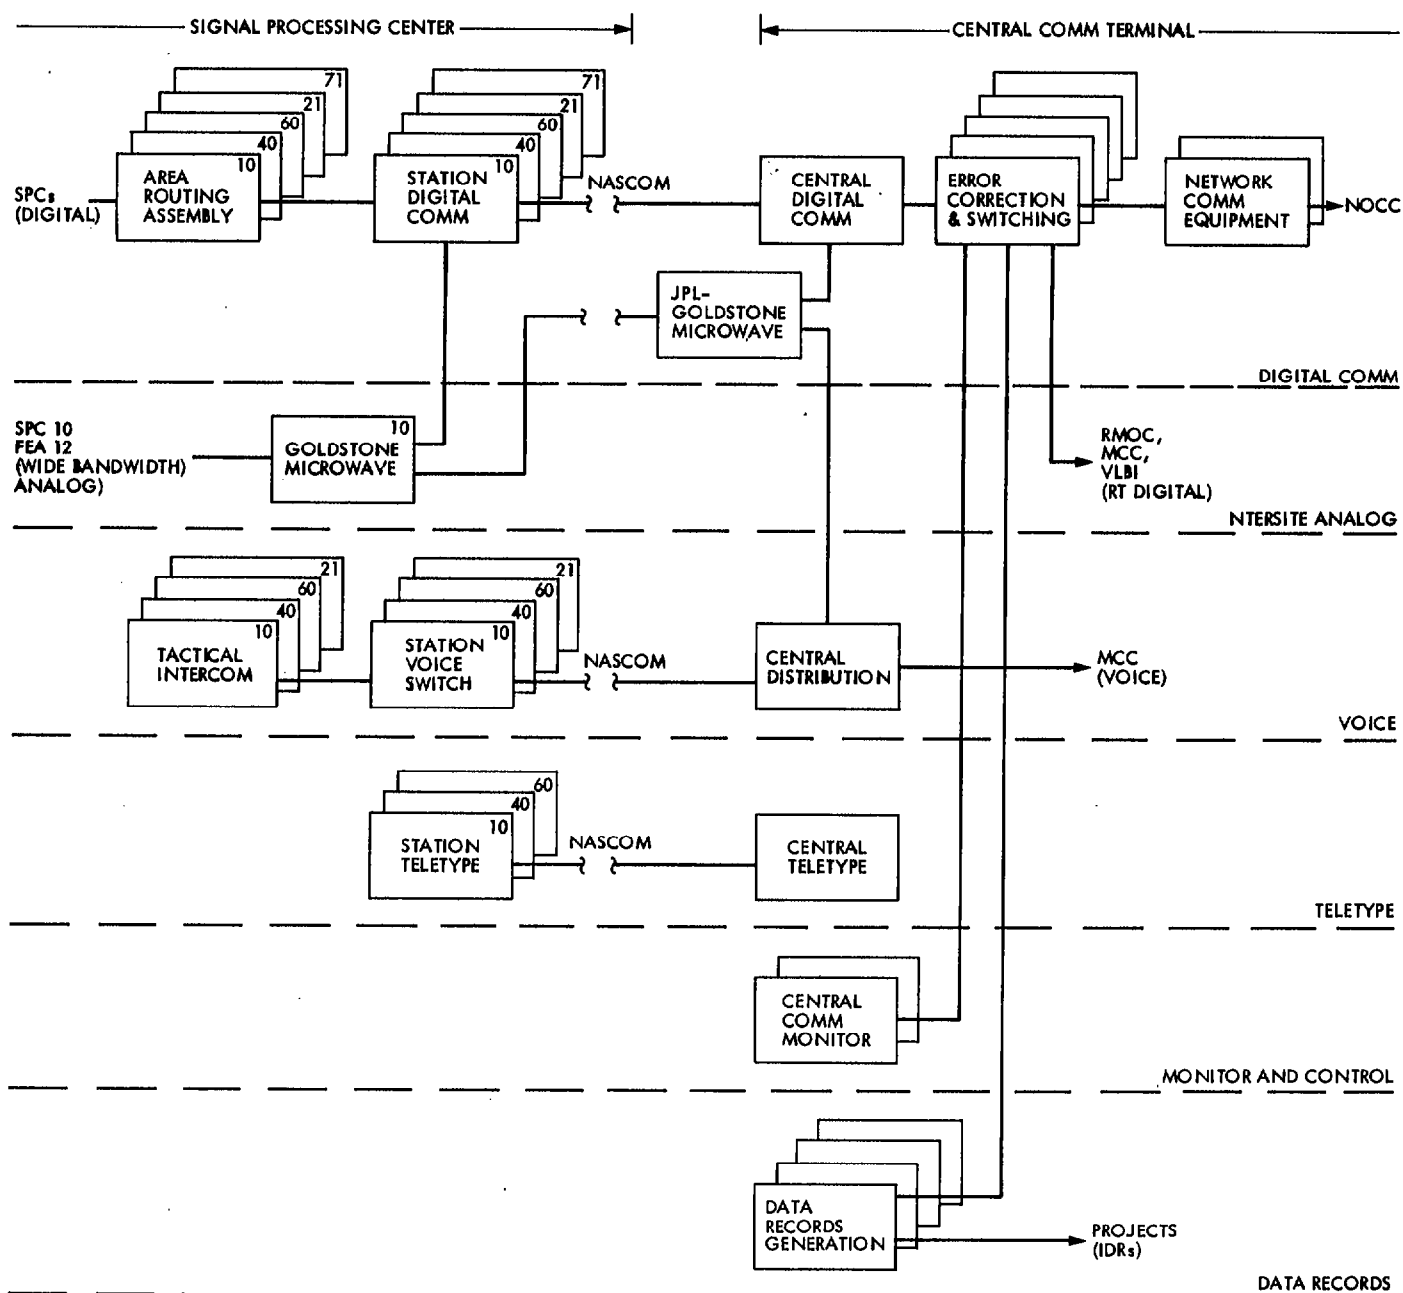 SIGNAL PROCESSING CENTER
CENTRAL COMM TERMINAL
71
21
60
40
10
AREA
ROUTING
ASSEMBLY
71
21
60
40
10
STATION
DIGITAL
COMM
SPCs
(DIGITAL)
NASCOM
CENTRAL
DIGITAL
COMM
ERROR
CORRECTION
& SWITCHING
NETWORK
COMM
EQUIPMENT
NOCC
JPL-
GOLDSTONE
MICROWAVE
DIGITAL COMM
SPC 10
FEA 12
(WIDE BANDWIDTH)
ANALOG)
10
GOLDSTONE
MICROWAVE
RMOC,
MCC,
VLBI
(RT DIGITAL)
NTERSITE ANALOG
21
60
40
10
TACTICAL
INTERCOM
21
60
40
10
STATION
VOICE
SWITCH
NASCOM
CENTRAL
DISTRIBUTION
MCC
(VOICE)
VOICE
60
40
10
STATION
TELETYPE
NASCOM
CENTRAL
TELETYPE
TELETYPE
CENTRAL
COMM
MONITOR
MONITOR AND CONTROL
DATA
RECORDS
GENERATION
PROJECTS
(IDRs)
DATA RECORDS